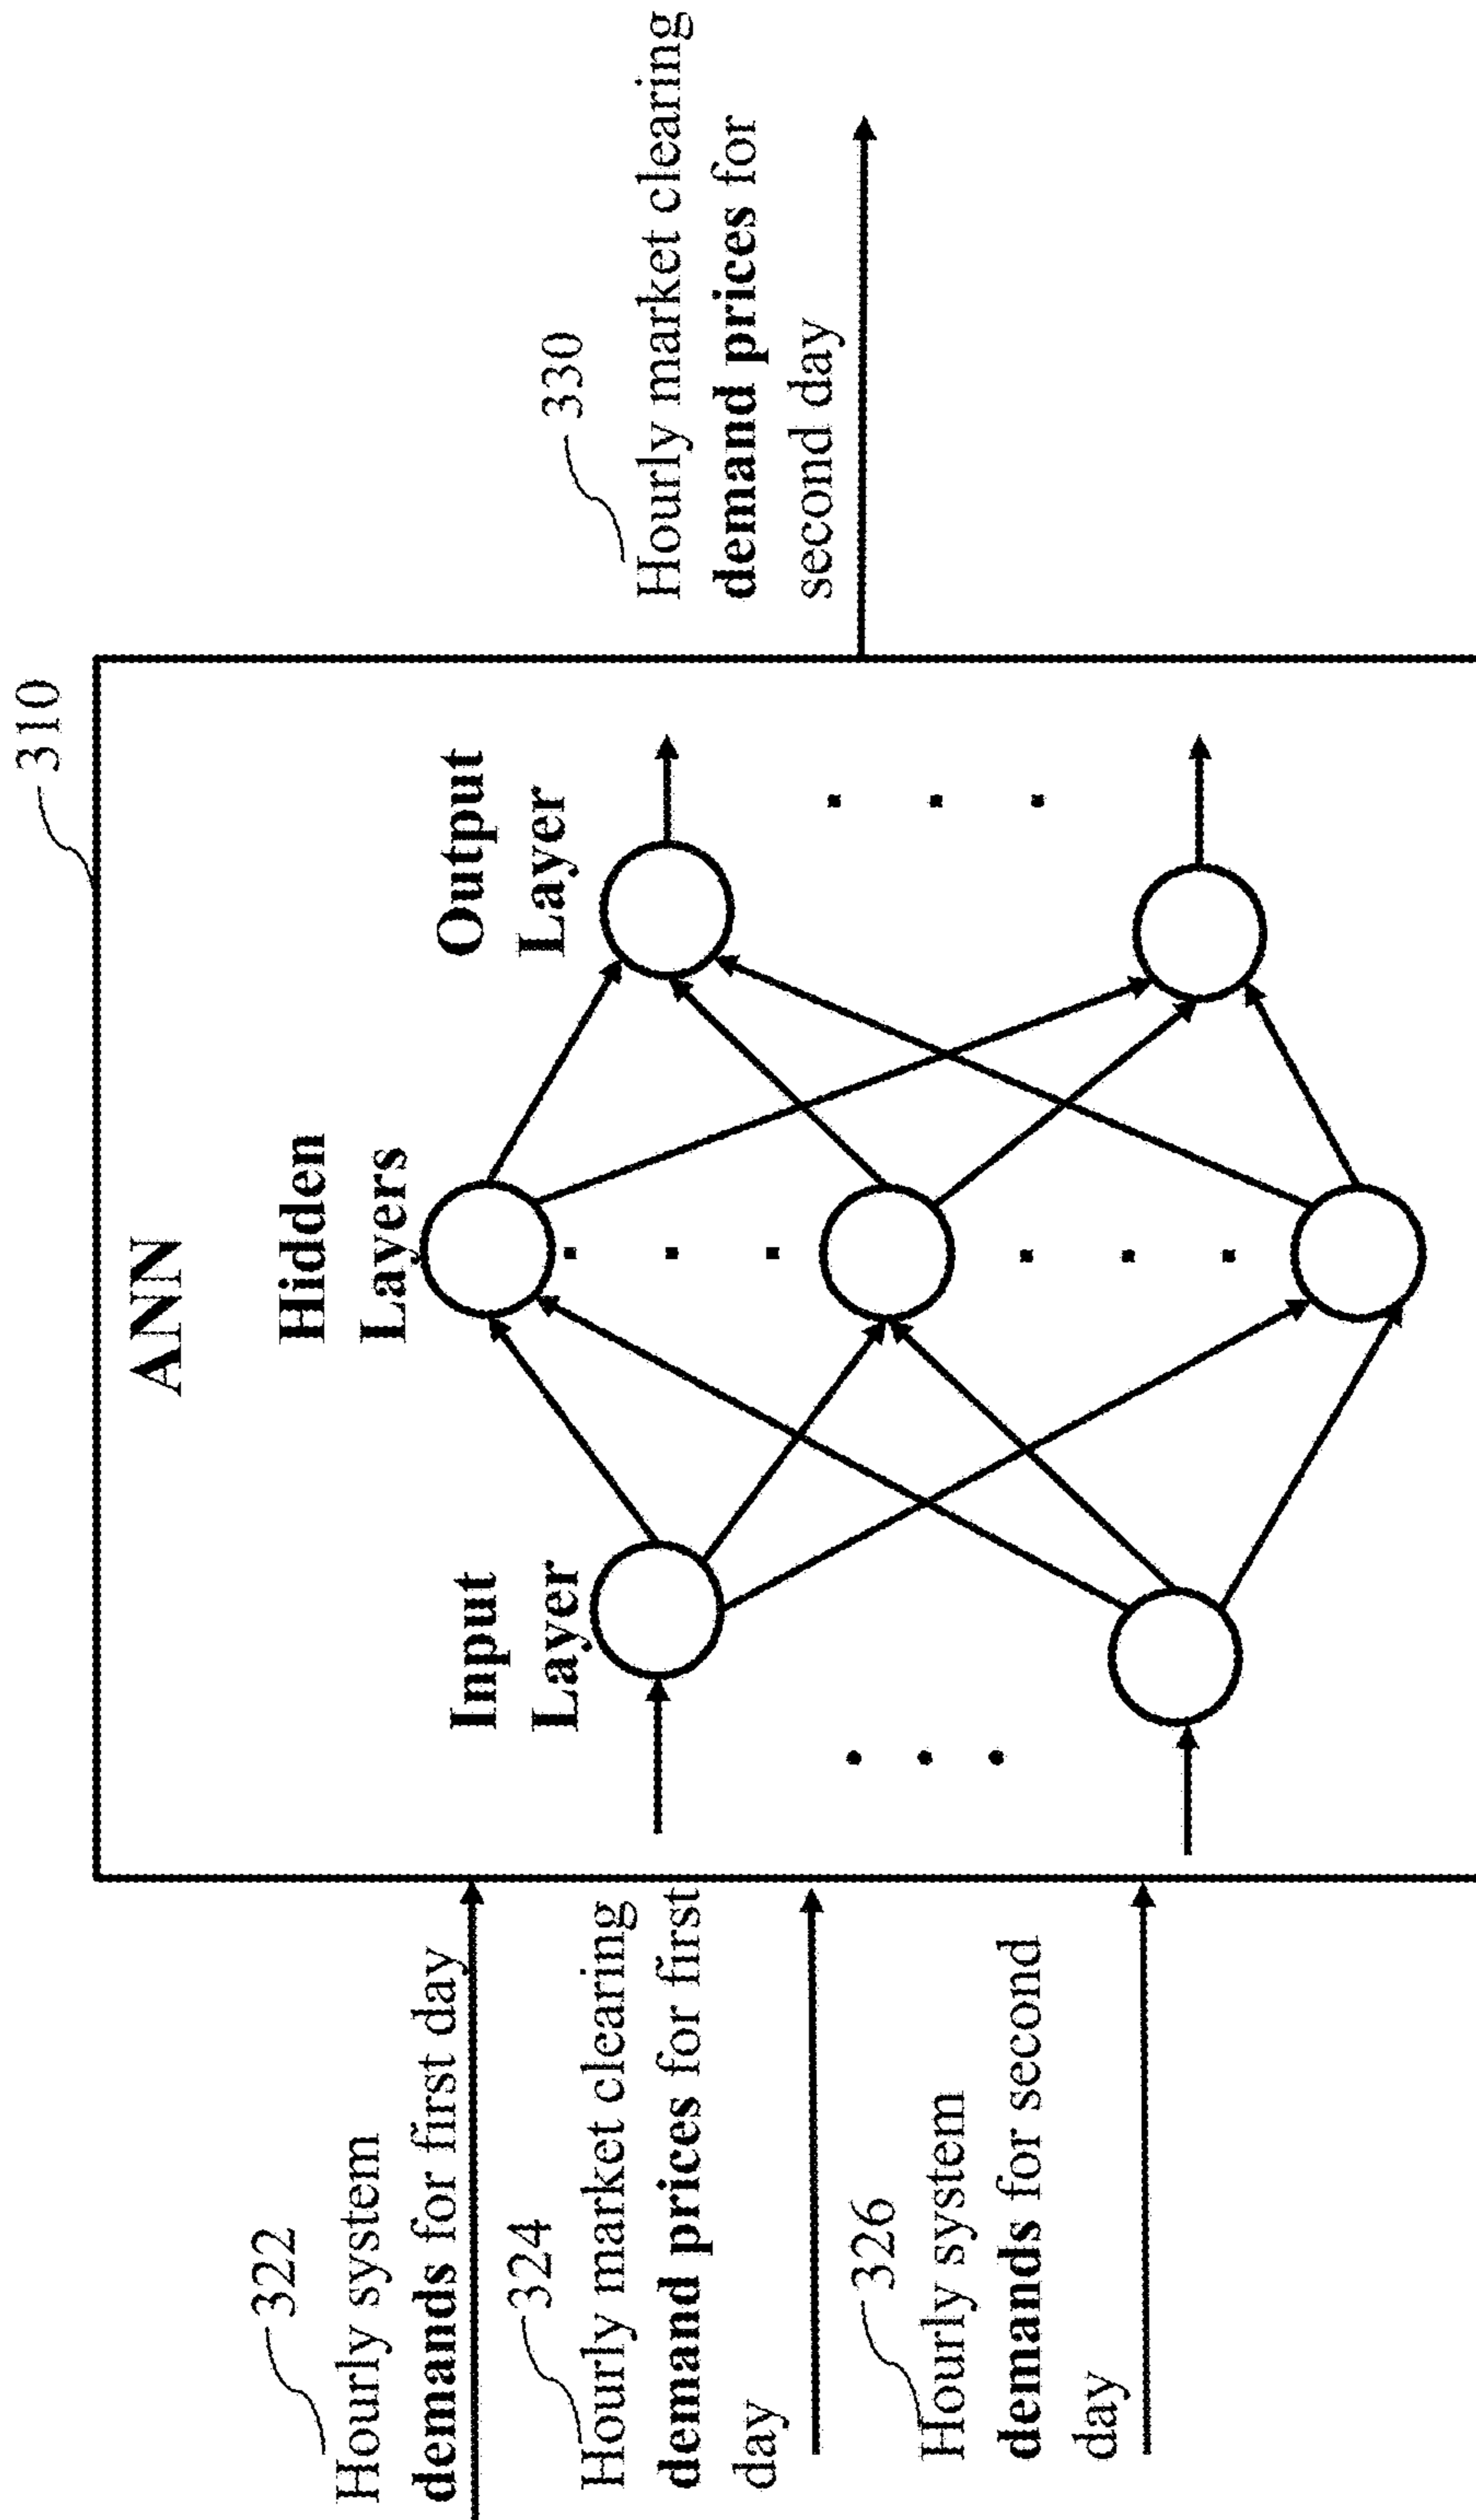 310
ANN
Hidden
Layers
Input
Layer
Output
Layer
322
Hourly system
demands for first day
324
Hourly market clearing
demand prices for first
day
326
Hourly system
demands for second
day
330
Hourly market clearing
demand prices for
second day